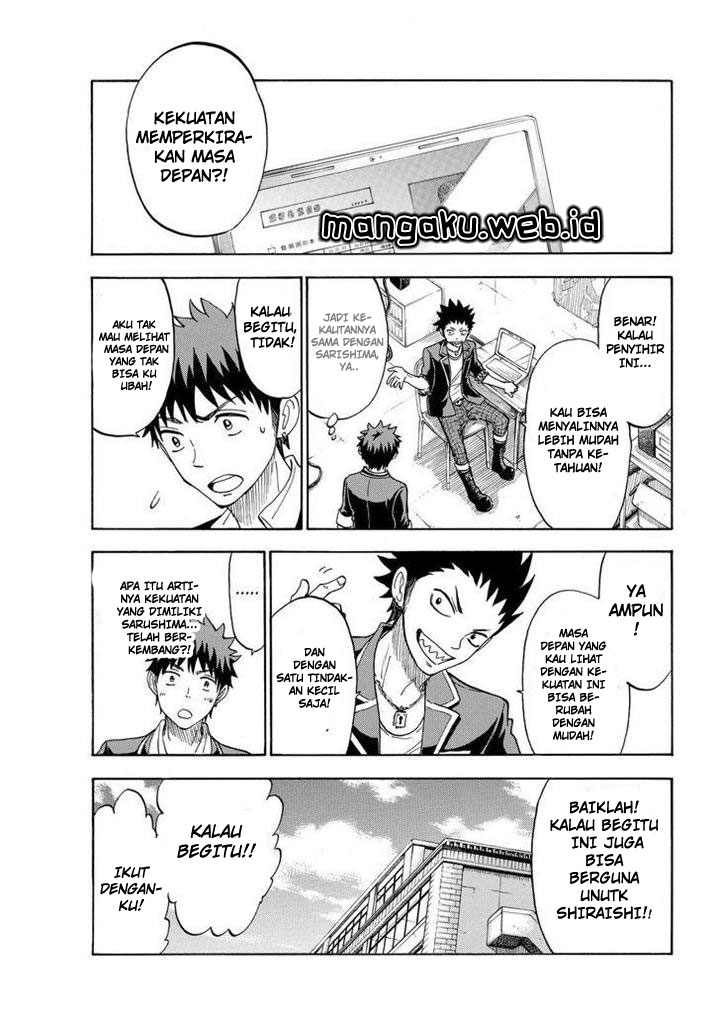 KEKUATAN
MEMPERKIRA-
KAN MASA
DEPAN?!
mangaku.web.id
BENAR!
KALAU
PENYIHIR
INI...
KAU BISA
MENYALINNYA
LEBIH MUDAH
TANPA KE-
TAHUAN!
JADI KE-
KAUTANNYA
SAMA DENGAN
SARISHIMA,
YA..
KALAU
BEGITU,
TIDAK!
AKU TAK
MAU MELIHAT
MASA DEPAN
YANG TAK
BISA KU
UBAH!
YA
AMPUN
!
MASA
DEPAN YANG
KAU LIHAT
DENGAN KE-
KUATAN INI
BISA BE-
RUBAH
DENGAN
MUDAH!
DAN
DENGAN
SATU TINDAK-
AN KECIL
SAJA!
.....
APA ITU ARTI-
NYA KEKUATAN
YANG DIMILIKI
SARUSHIMA...
TELAH BER-
KEMBANG?!
BAIKLAH!
KALAU BEGITU
INI JUGA
BISA
BERGUNA
UNUTK
SHIRAISHI!!
KALAU
BEGITU!!
IKUT
DENGAN-
KU!